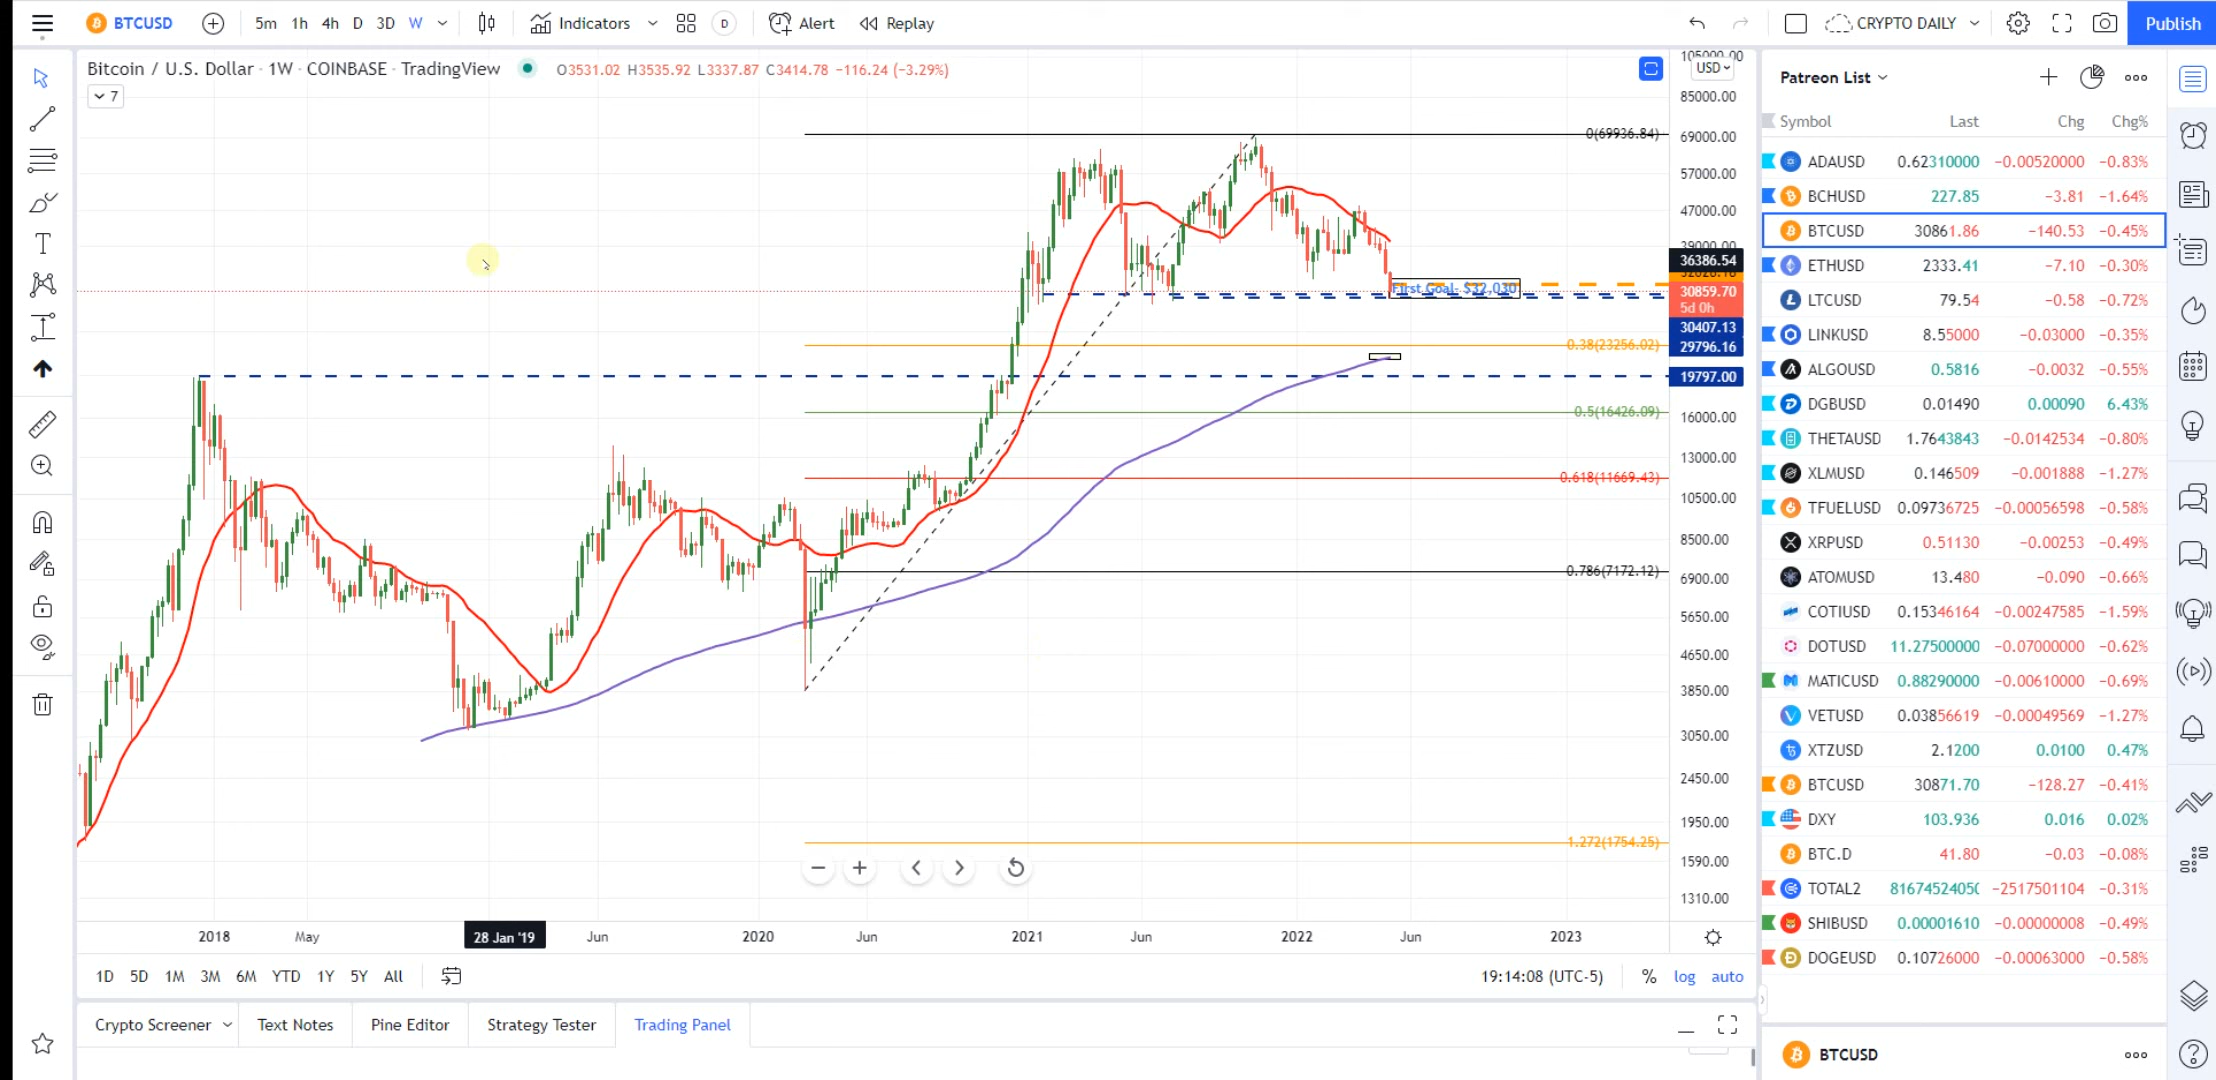 BTCUSD 5m 1h 4h D 3D W Indicators D Alert Replay CRYPTO DAILY Publish
Bitcoin / U.S. Dollar · 1W · COINBASE · TradingView O3531.02 H3535.92 L3337.87 C3414.78 −116.24 (−3.29%)
7
USD
85000.00
0(69936.84) 69000.00
57000.00
47000.00
39000.00
36386.54
First Goal- $32,030
30859.70
5d 0h
30407.13
0.38(23256.02) 29796.16
19797.00
0.5(16426.09) 16000.00
13000.00
0.618(11669.43)
10500.00
8500.00
0.786(7172.12) 6900.00
5650.00
4650.00
3850.00
3050.00
2450.00
1950.00
1.272(1754.25)
1590.00
1310.00
2018 May 28 Jan '19 Jun 2020 Jun 2021 Jun 2022 Jun 2023
1D 5D 1M 3M 6M YTD 1Y 5Y All 19:14:08 (UTC-5) % log auto
Crypto Screener Text Notes Pine Editor Strategy Tester Trading Panel
Patreon List
Symbol Last Chg Chg%
ADAUSD 0.62310000 −0.00520000 −0.83%
BCHUSD 227.85 −3.81 −1.64%
BTCUSD 30861.86 −140.53 −0.45%
ETHUSD 2333.41 −7.10 −0.30%
LTCUSD 79.54 −0.58 −0.72%
LINKUSD 8.55000 −0.03000 −0.35%
ALGOUSD 0.5816 −0.0032 −0.55%
DGBUSD 0.01490 0.00090 6.43%
THETAUSD 1.7643843 −0.0142534 −0.80%
XLMUSD 0.146509 −0.001888 −1.27%
TFUELUSD 0.09736725 −0.00056598 −0.58%
XRPUSD 0.51130 −0.00253 −0.49%
ATOMUSD 13.480 −0.090 −0.66%
COTIUSD 0.15346164 −0.00247585 −1.59%
DOTUSD 11.27500000 −0.07000000 −0.62%
MATICUSD 0.88290000 −0.00610000 −0.69%
VETUSD 0.03856619 −0.00049569 −1.27%
XTZUSD 2.1200 0.0100 0.47%
BTCUSD 30871.70 −128.27 −0.41%
DXY 103.936 0.016 0.02%
BTC.D 41.80 −0.03 −0.08%
TOTAL2 81674524050 −2517501104 −0.31%
SHIBUSD 0.00001610 −0.00000008 −0.49%
DOGEUSD 0.10726000 −0.00063000 −0.58%
BTCUSD